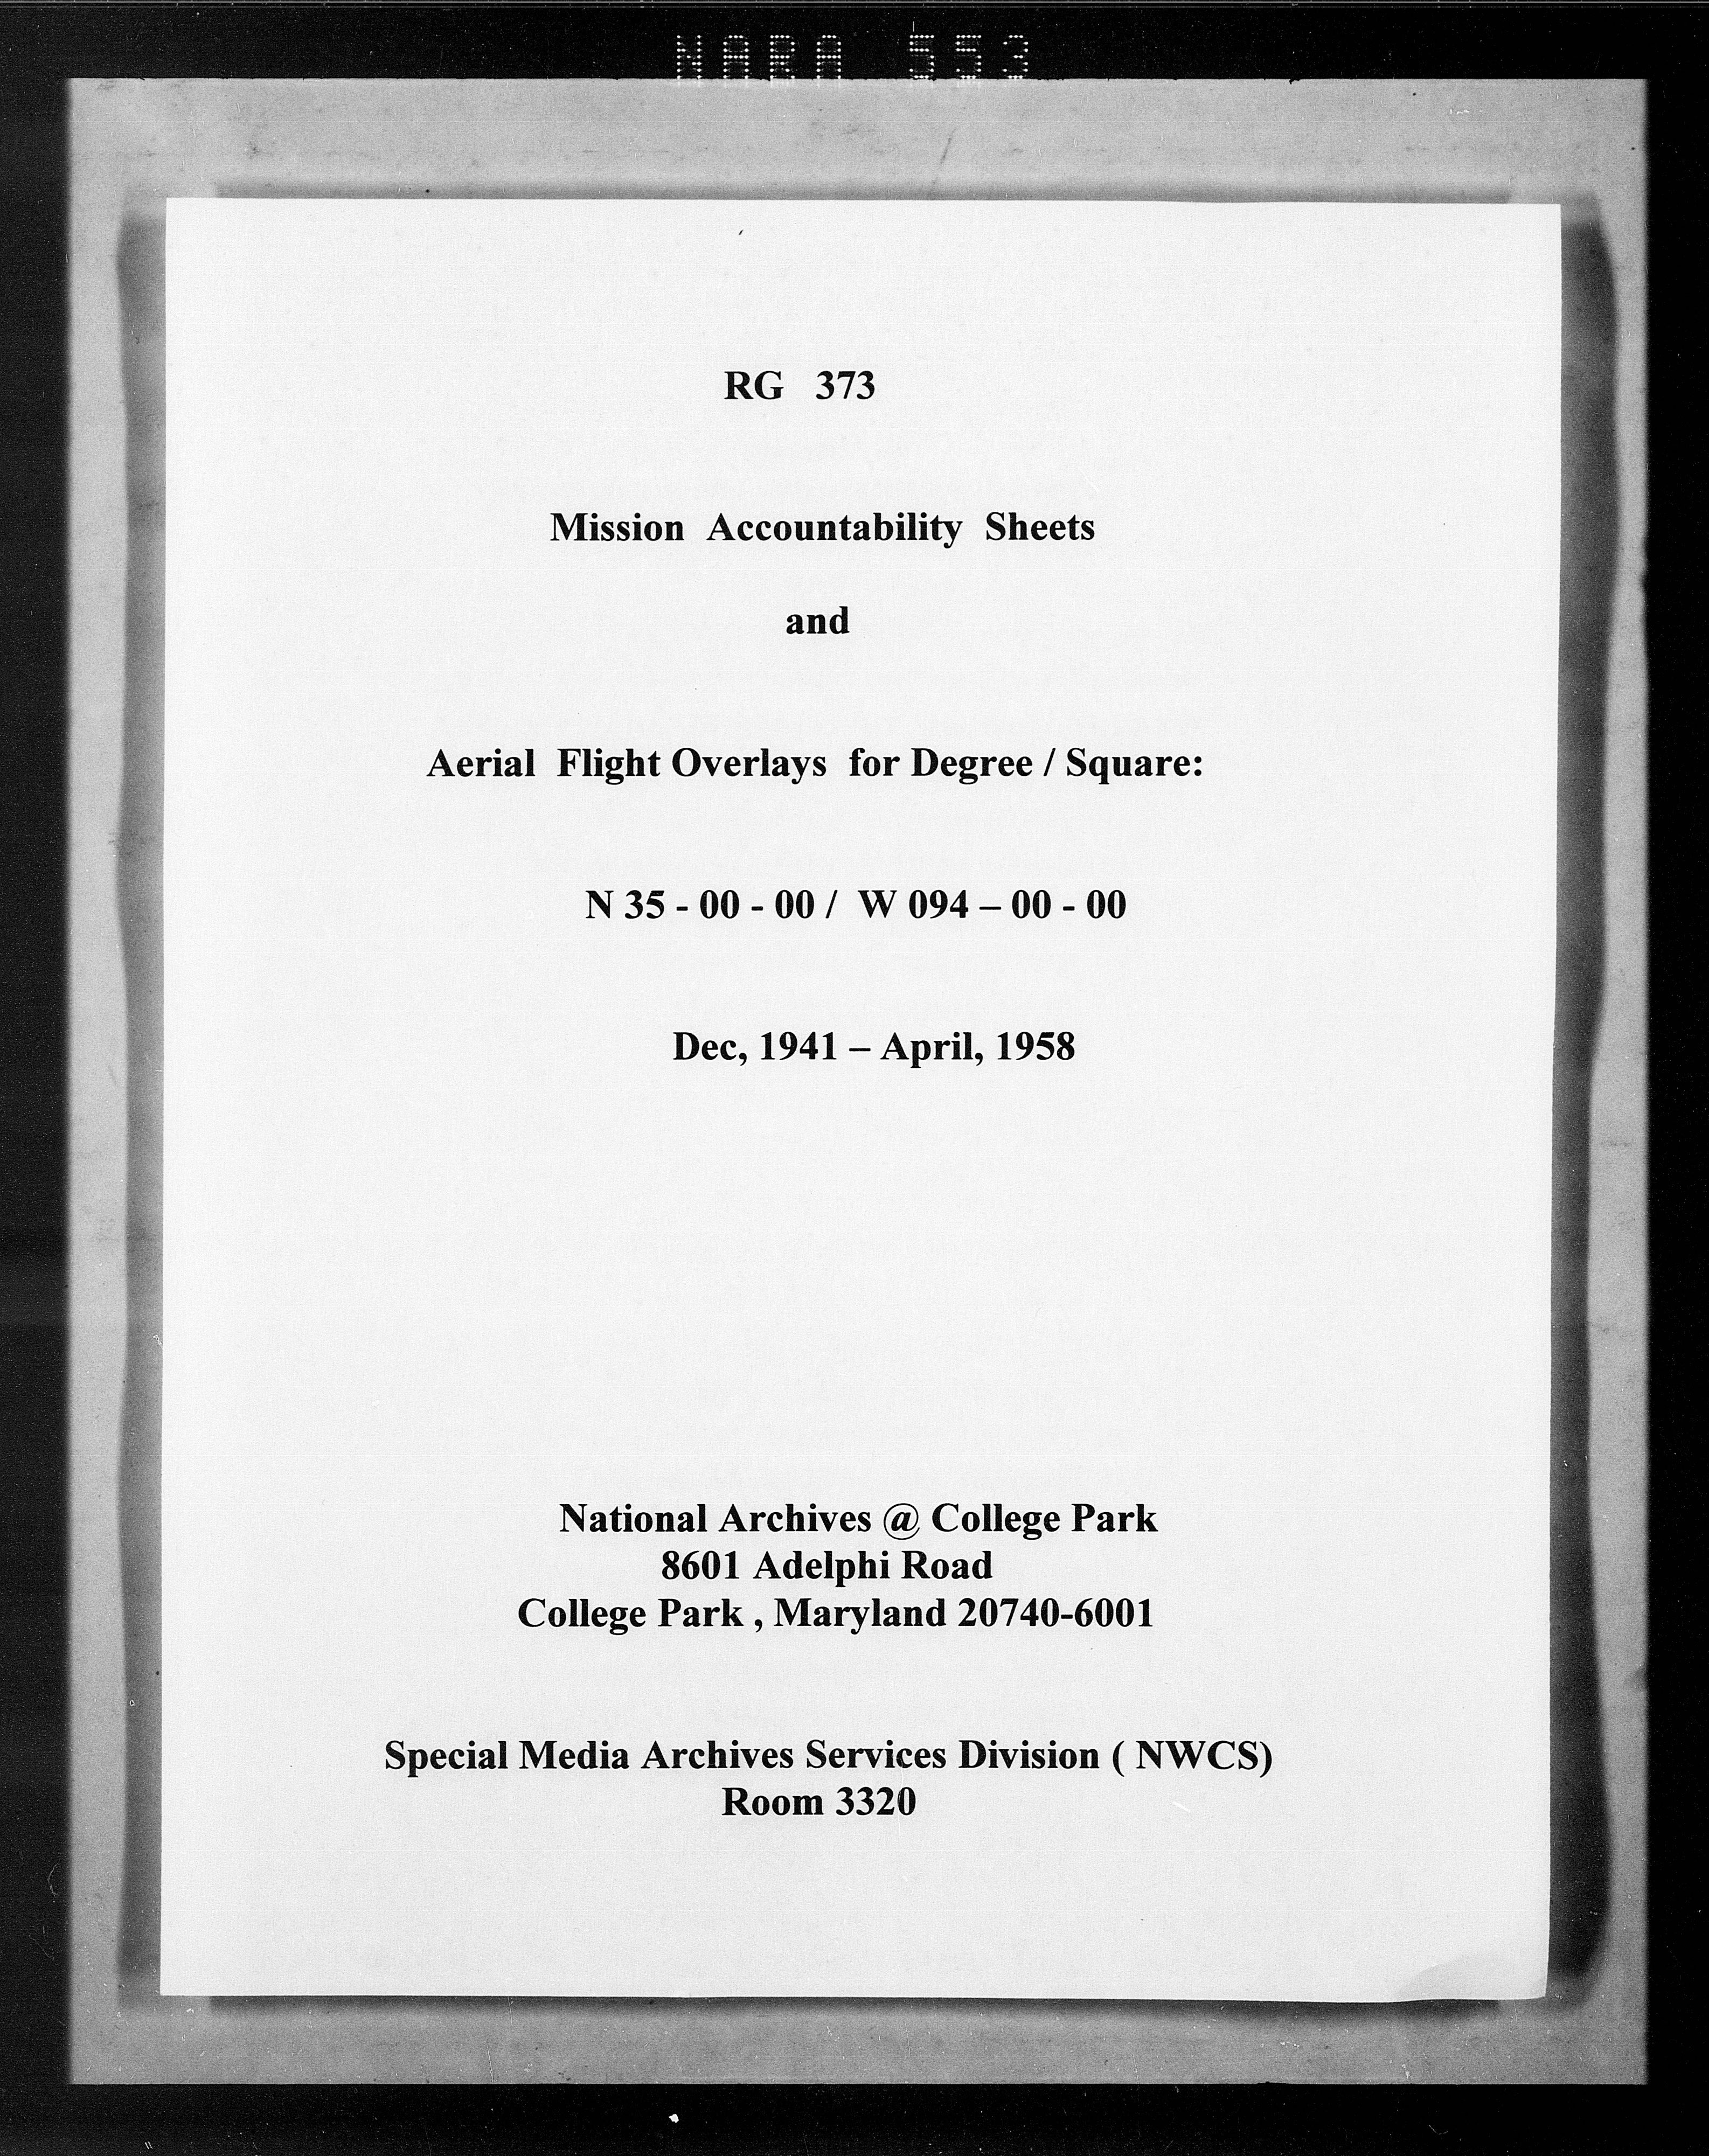 NARA 553
RG 373
Mission Accountability Sheets
and
Aerial Flight Overlays for Degree / Square:
N 35 - 00 - 00 / W 094 – 00 - 00
Dec, 1941 – April, 1958
National Archives @ College Park
8601 Adelphi Road
College Park , Maryland 20740-6001
Special Media Archives Services Division ( NWCS)
Room 3320